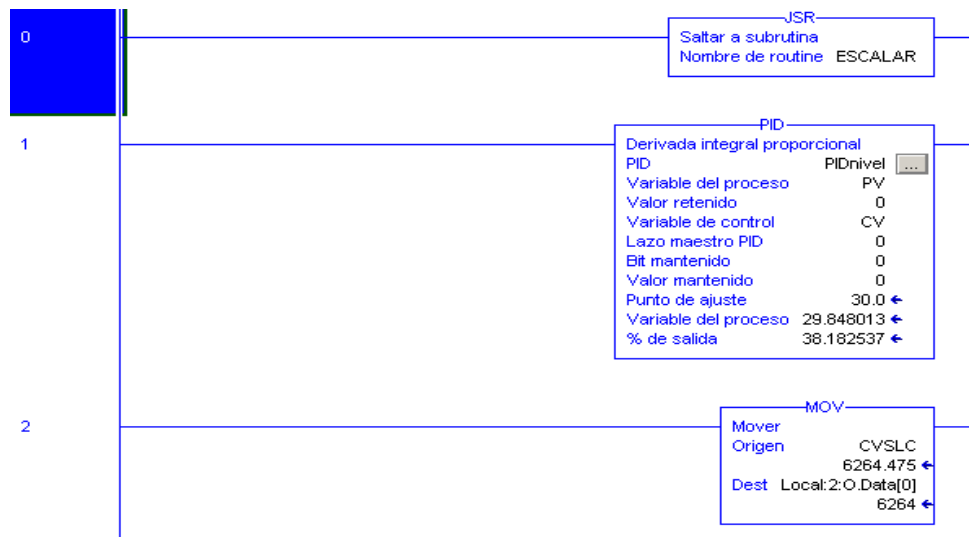 0
JSR
Saltar a subrutina
Nombre de routine ESCALAR
1
PID
Derivada integral proporcional
PID PIDnivel ...
Variable del proceso PV
Valor retenido 0
Variable de control CV
Lazo maestro PID 0
Bit mantenido 0
Valor mantenido 0
Punto de ajuste 30.0 ←
Variable del proceso 29.848013 ←
% de salida 38.182537 ←
2
MOV
Mover
Origen CVSLC
6264.475 ←
Dest Local:2:O.Data[0]
6264 ←